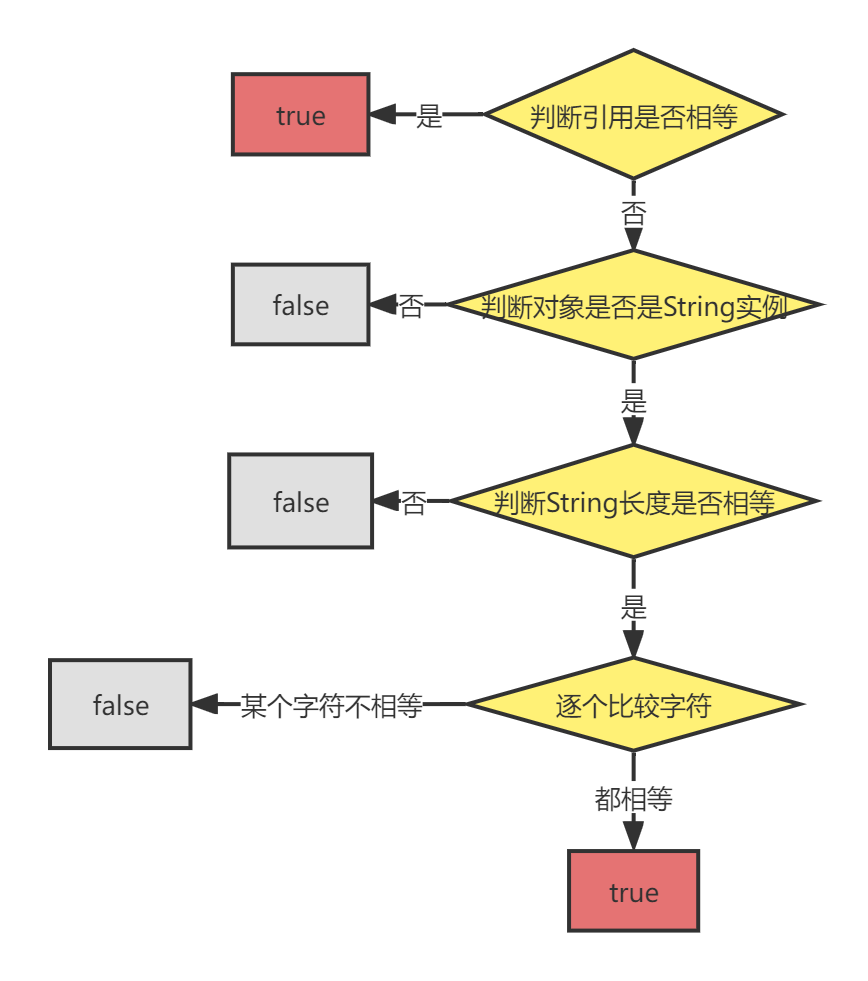 true
是
判断引用是否相等
否
false
否
判断对象是否是String实例
是
false
否
判断String长度是否相等
是
false
某个字符不相等
逐个比较字符
都相等
true